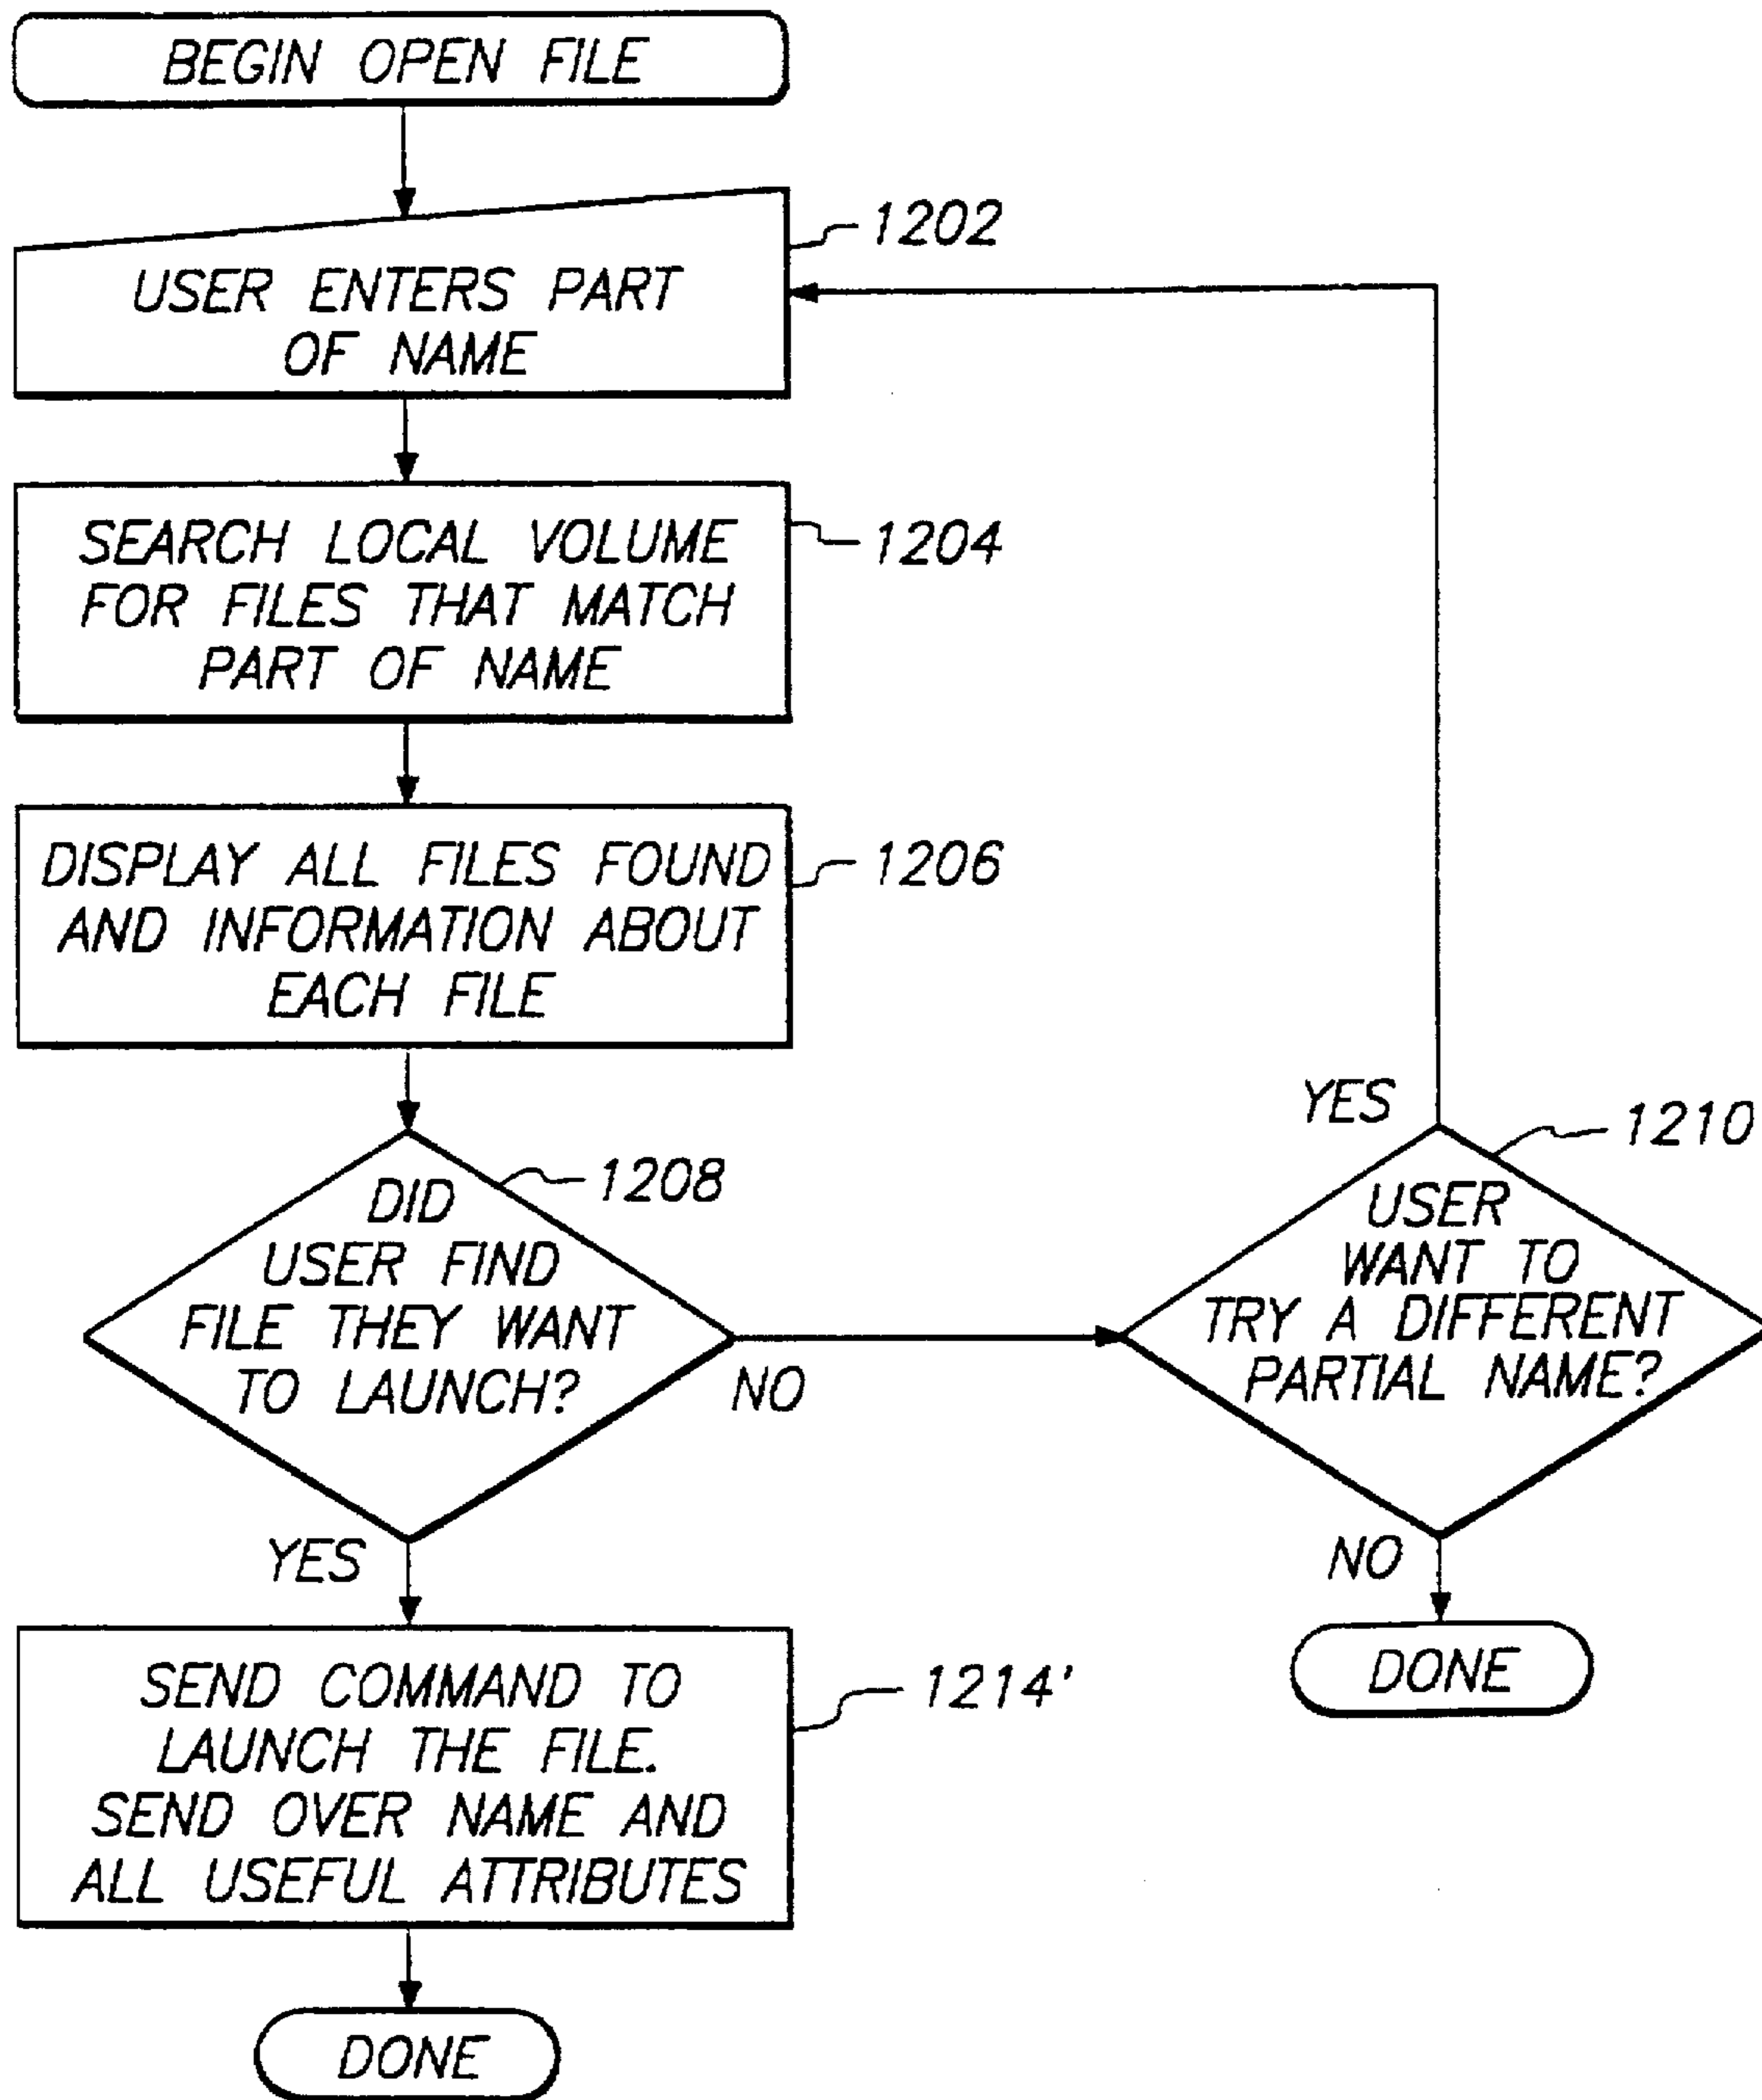 BEGIN OPEN FILE
1202
USER ENTERS PART
OF NAME
SEARCH LOCAL VOLUME
FOR FILES THAT MATCH
PART OF NAME
1204
DISPLAY ALL FILES FOUND
AND INFORMATION ABOUT
EACH FILE
1206
DID
USER FIND
FILE THEY WANT
TO LAUNCH?
1208
NO
YES
YES
1210
USER
WANT TO
TRY A DIFFERENT
PARTIAL NAME?
NO
DONE
SEND COMMAND TO
LAUNCH THE FILE.
SEND OVER NAME AND
ALL USEFUL ATTRIBUTES
1214'
DONE